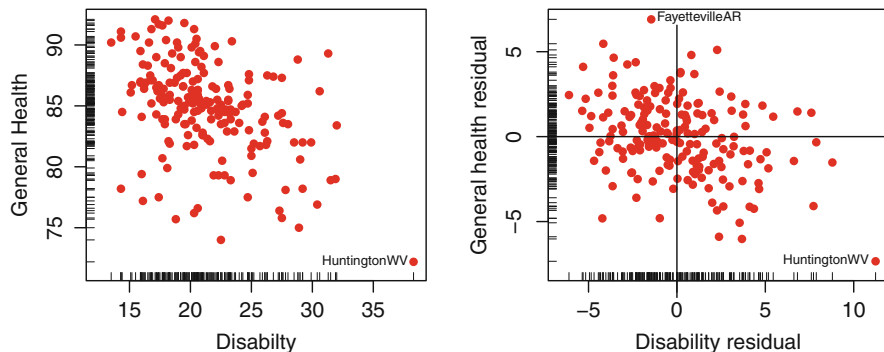 General Health
90
85
80
75
HuntingtonWV
15
20
25
30
35
Disabilty
General health residual
5
0
−5
FayettevilleAR
HuntingtonWV
−5
0
5
10
Disability residual